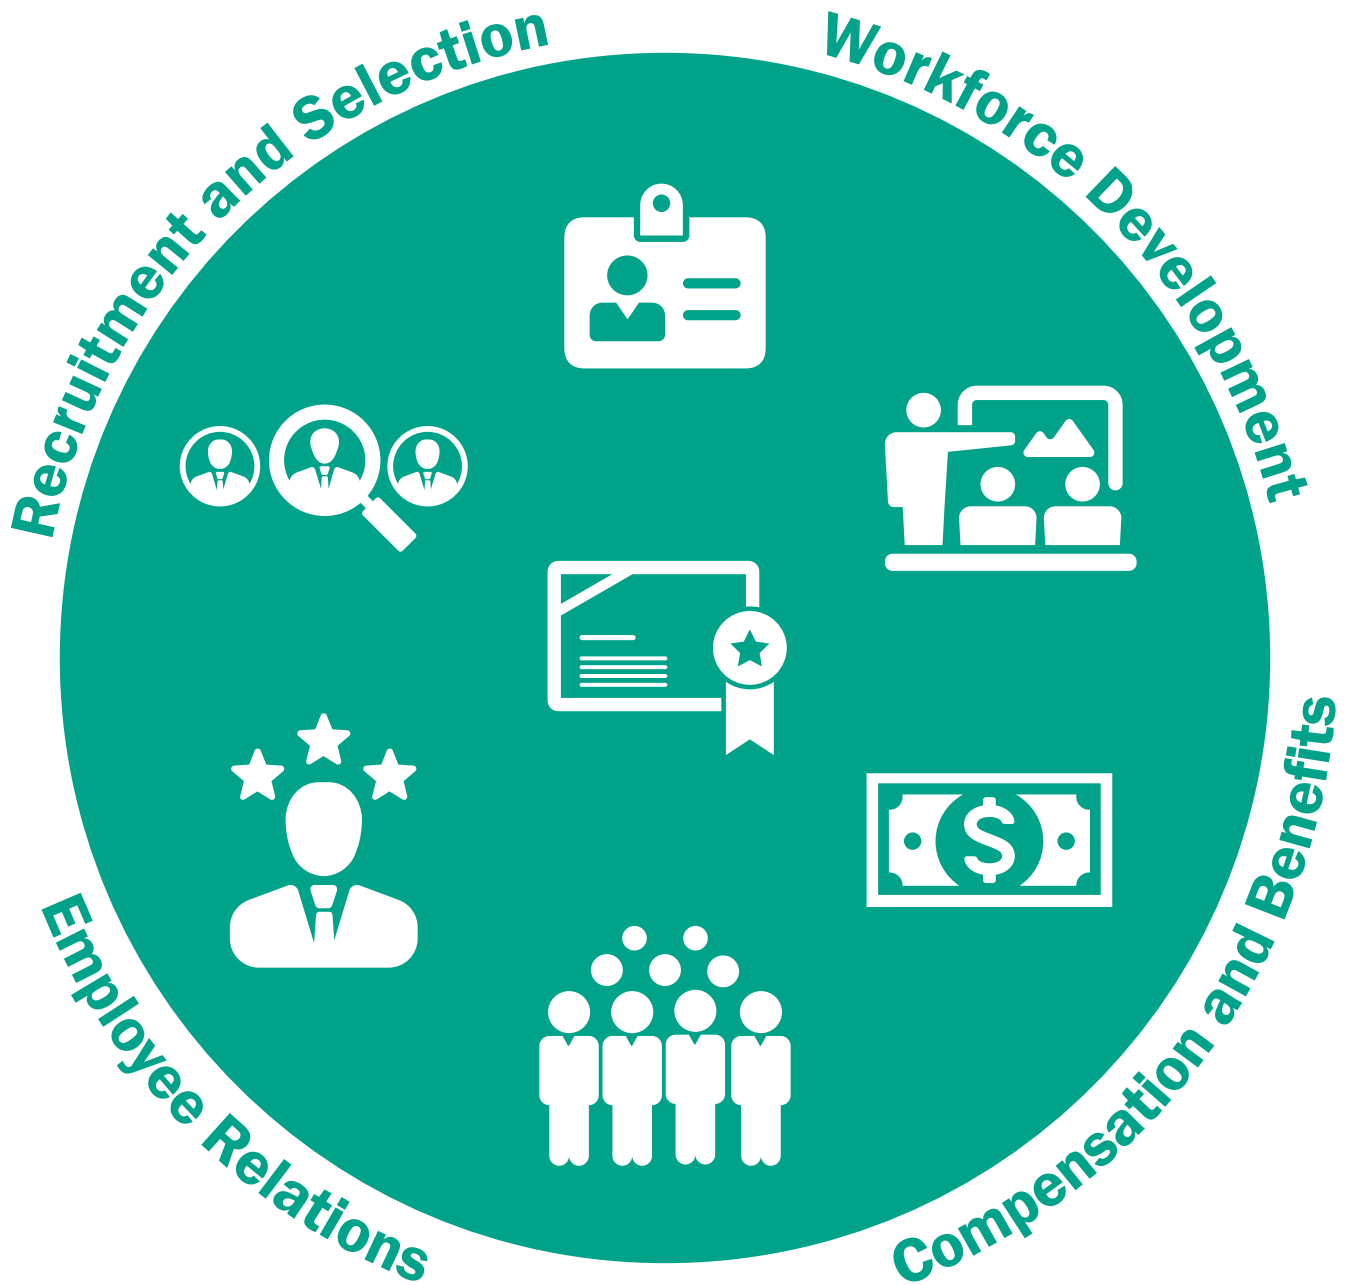 Recruitment and Selection
Workforce Development
Employee Relations
Compensation and Benefits
$